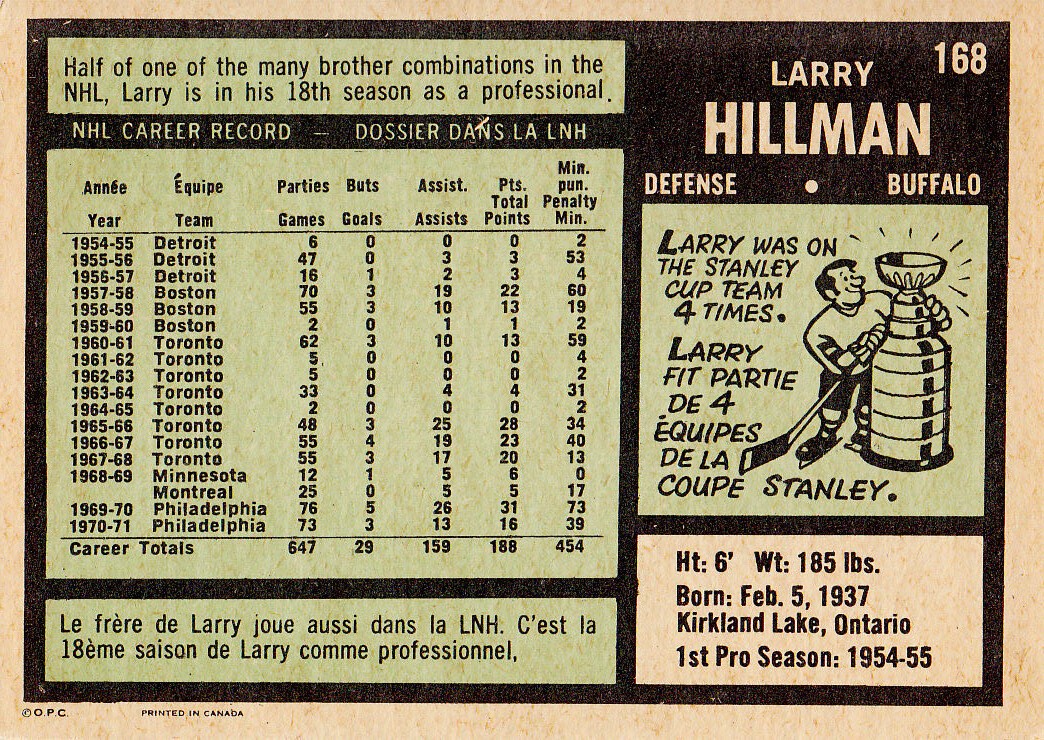 Half of one of the many brother combinations in the
NHL, Larry is in his 18th season as a professional.
168
LARRY
HILLMAN
DEFENSE • BUFFALO
NHL CAREER RECORD — DOSSIER DANS LA LNH
Année Équipe Parties Buts Assist. Pts. Total Points Min. pun. Penalty Min.
Year Team Games Goals Assists
1954-55 Detroit 6 0 0 0 2
1955-56 Detroit 47 0 3 3 53
1956-57 Detroit 16 1 2 3 4
1957-58 Boston 70 3 19 22 60
1958-59 Boston 55 3 10 13 19
1959-60 Boston 2 0 1 1 2
1960-61 Toronto 62 3 10 13 59
1961-62 Toronto 5 0 0 0 4
1962-63 Toronto 5 0 0 0 2
1963-64 Toronto 33 0 4 4 31
1964-65 Toronto 2 0 0 0 2
1965-66 Toronto 48 3 25 28 34
1966-67 Toronto 55 4 19 23 40
1967-68 Toronto 55 3 17 20 13
1968-69 Minnesota 12 1 5 6 0
Montreal 25 0 5 5 17
1969-70 Philadelphia 76 5 26 31 73
1970-71 Philadelphia 73 3 13 16 39
Career Totals 647 29 159 188 454
LARRY WAS ON
THE STANLEY
CUP TEAM
4 TIMES.
LARRY
FIT PARTIE
DE 4
ÉQUIPES
DE LA
COUPE STANLEY.
Le frère de Larry joue aussi dans la LNH. C'est la
18ème saison de Larry comme professionnel,
Ht: 6' Wt: 185 lbs.
Born: Feb. 5, 1937
Kirkland Lake, Ontario
1st Pro Season: 1954-55
© O.P.C. PRINTED IN CANADA